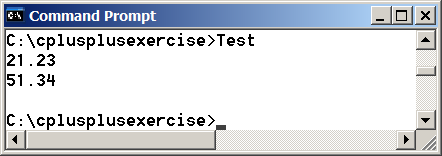 Command Prompt
C:\cplusplusexercise>Test
21.23
51.34
C:\cplusplusexercise>